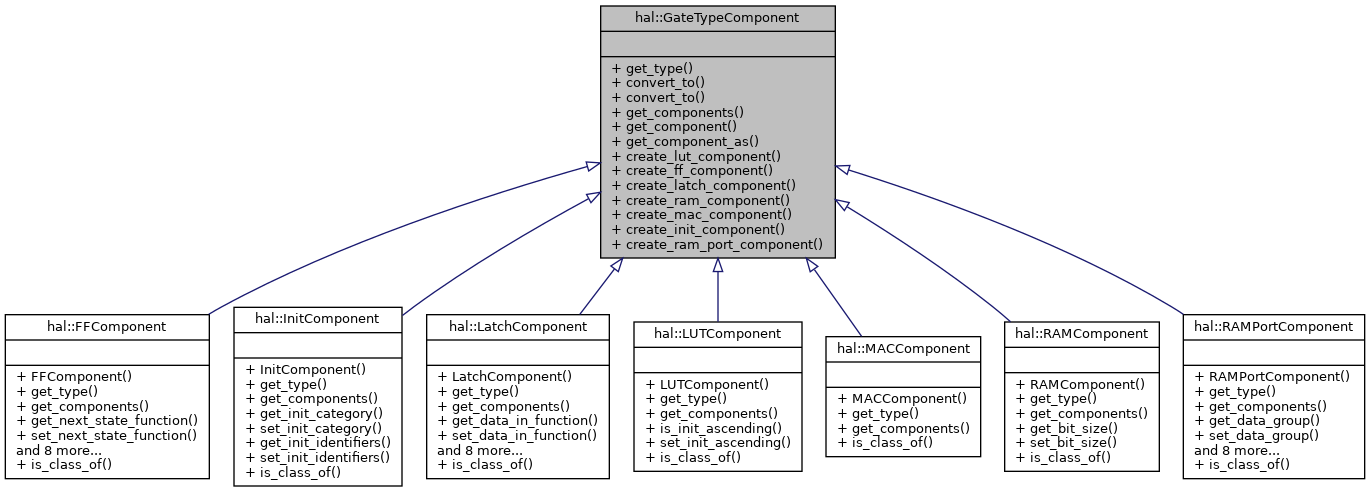 hal::GateTypeComponent
+ get_type()
+ convert_to()
+ convert_to()
+ get_components()
+ get_component()
+ get_component_as()
+ create_lut_component()
+ create_ff_component()
+ create_latch_component()
+ create_ram_component()
+ create_mac_component()
+ create_init_component()
+ create_ram_port_component()
hal::FFComponent
+ FFComponent()
+ get_type()
+ get_components()
+ get_next_state_function()
+ set_next_state_function()
and 8 more...
+ is_class_of()
hal::InitComponent
+ InitComponent()
+ get_type()
+ get_components()
+ get_init_category()
+ set_init_category()
+ get_init_identifiers()
+ set_init_identifiers()
+ is_class_of()
hal::LatchComponent
+ LatchComponent()
+ get_type()
+ get_components()
+ get_data_in_function()
+ set_data_in_function()
and 8 more...
+ is_class_of()
hal::LUTComponent
+ LUTComponent()
+ get_type()
+ get_components()
+ is_init_ascending()
+ set_init_ascending()
+ is_class_of()
hal::MACComponent
+ MACComponent()
+ get_type()
+ get_components()
+ is_class_of()
hal::RAMComponent
+ RAMComponent()
+ get_type()
+ get_components()
+ get_bit_size()
+ set_bit_size()
+ is_class_of()
hal::RAMPortComponent
+ RAMPortComponent()
+ get_type()
+ get_components()
+ get_data_group()
+ set_data_group()
and 8 more...
+ is_class_of()